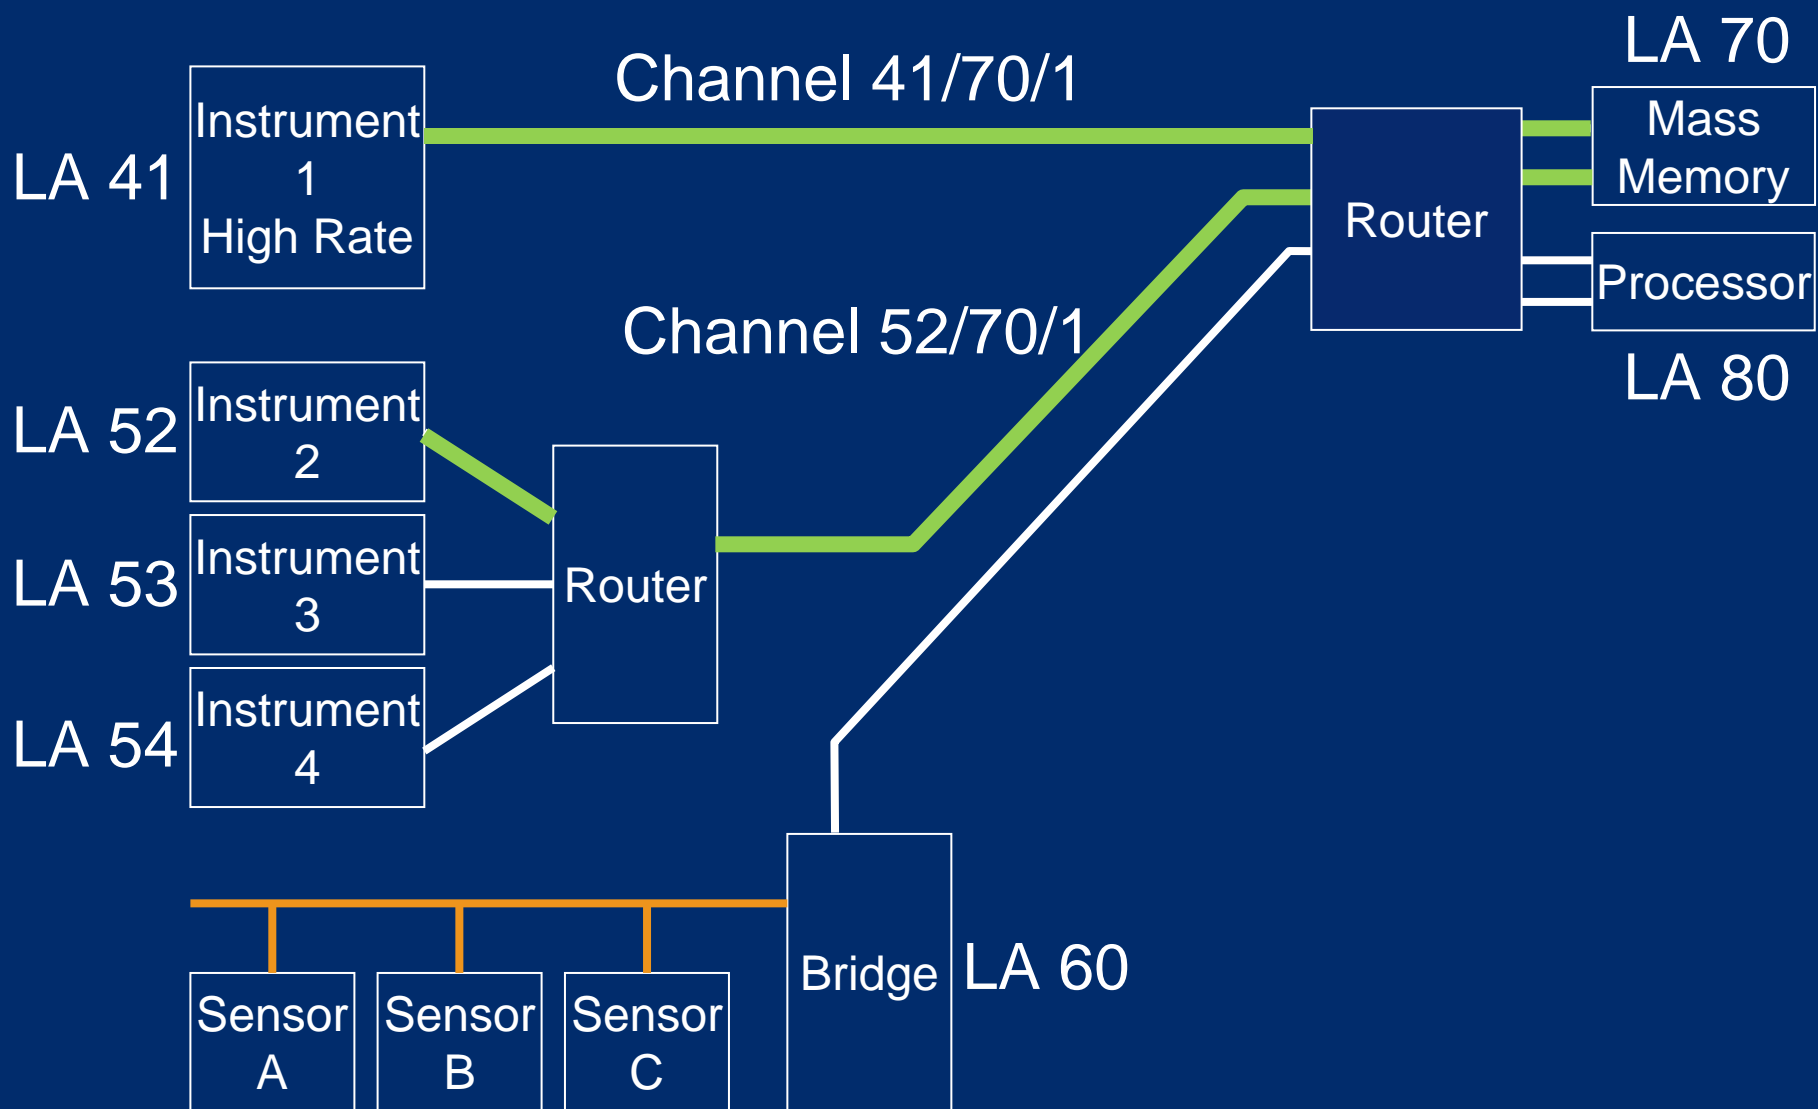 LA 70
Channel 41/70/1
Instrument
1
High Rate
LA 41
Mass
Memory
Router
Processor
LA 80
Channel 52/70/1
LA 52
Instrument
2
LA 53
Instrument
3
Router
LA 54
Instrument
4
Bridge
LA 60
Sensor
A
Sensor
B
Sensor
C